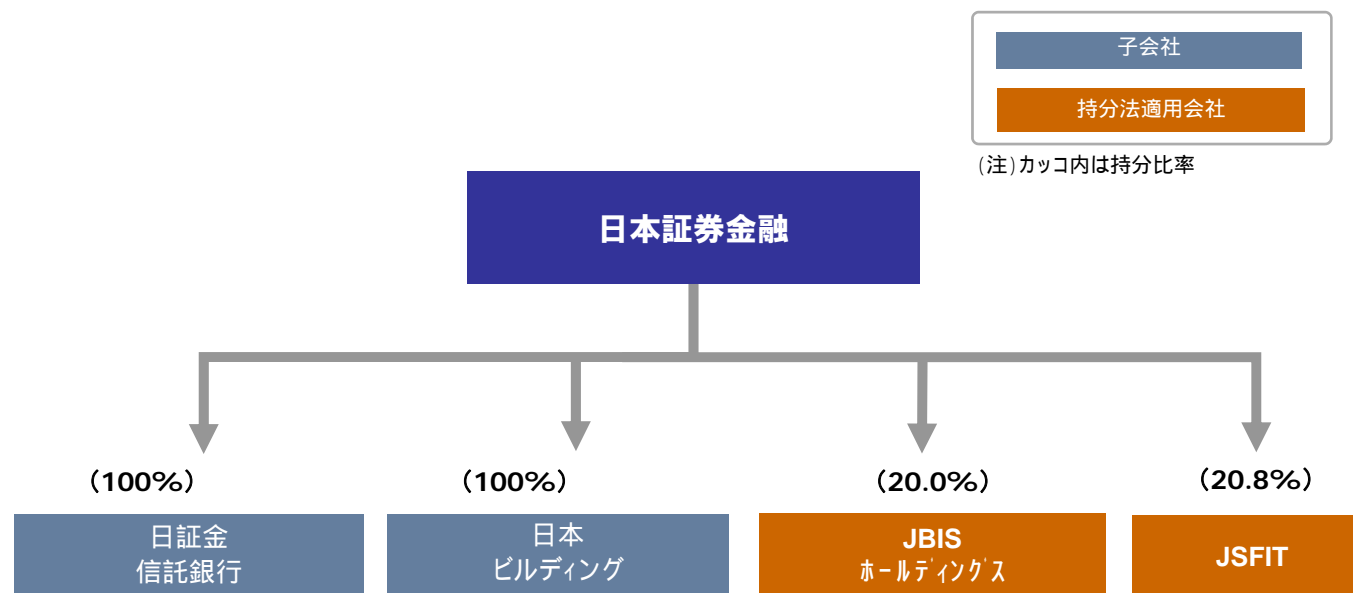 子会社
持分法適用会社
(注)カッコ内は持分比率
日本証券金融
（100%）
（100%）
（20.0%）
（20.8%）
日証金
信託銀行
日本
ビルディング
JBIS
ホールディングス
JSFIT